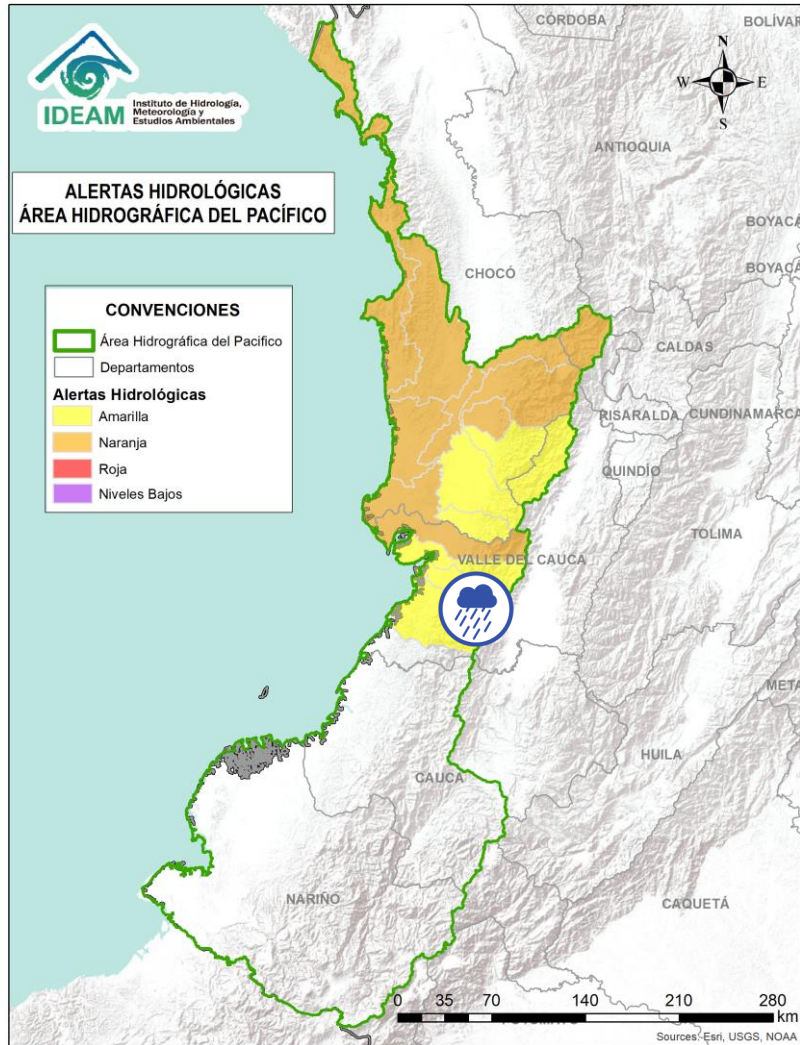 CÓRDOBA
BOLÍVAR
N
W
E
S
IDEAM
Instituto de Hidrología,
Meteorología y
Estudios Ambientales
ANTIOQUIA
ALERTAS HIDROLÓGICAS
ÁREA HIDROGRÁFICA DEL PACÍFICO
BOYACÁ
BOYACÁ
CHOCÓ
CONVENCIONES
Área Hidrográfica del Pacifico
Departamentos
Alertas Hidrológicas
Amarilla
Naranja
Roja
Niveles Bajos
CALDAS
RISARALDA
CUNDINAMARCA
QUINDÍO
TOLIMA
VALLE DEL CAUCA
META
HUILA
CAUCA
NARIÑO
CAQUETÁ
0 35 70 140 210 280
km
Sources: Esri, USGS, NOAA